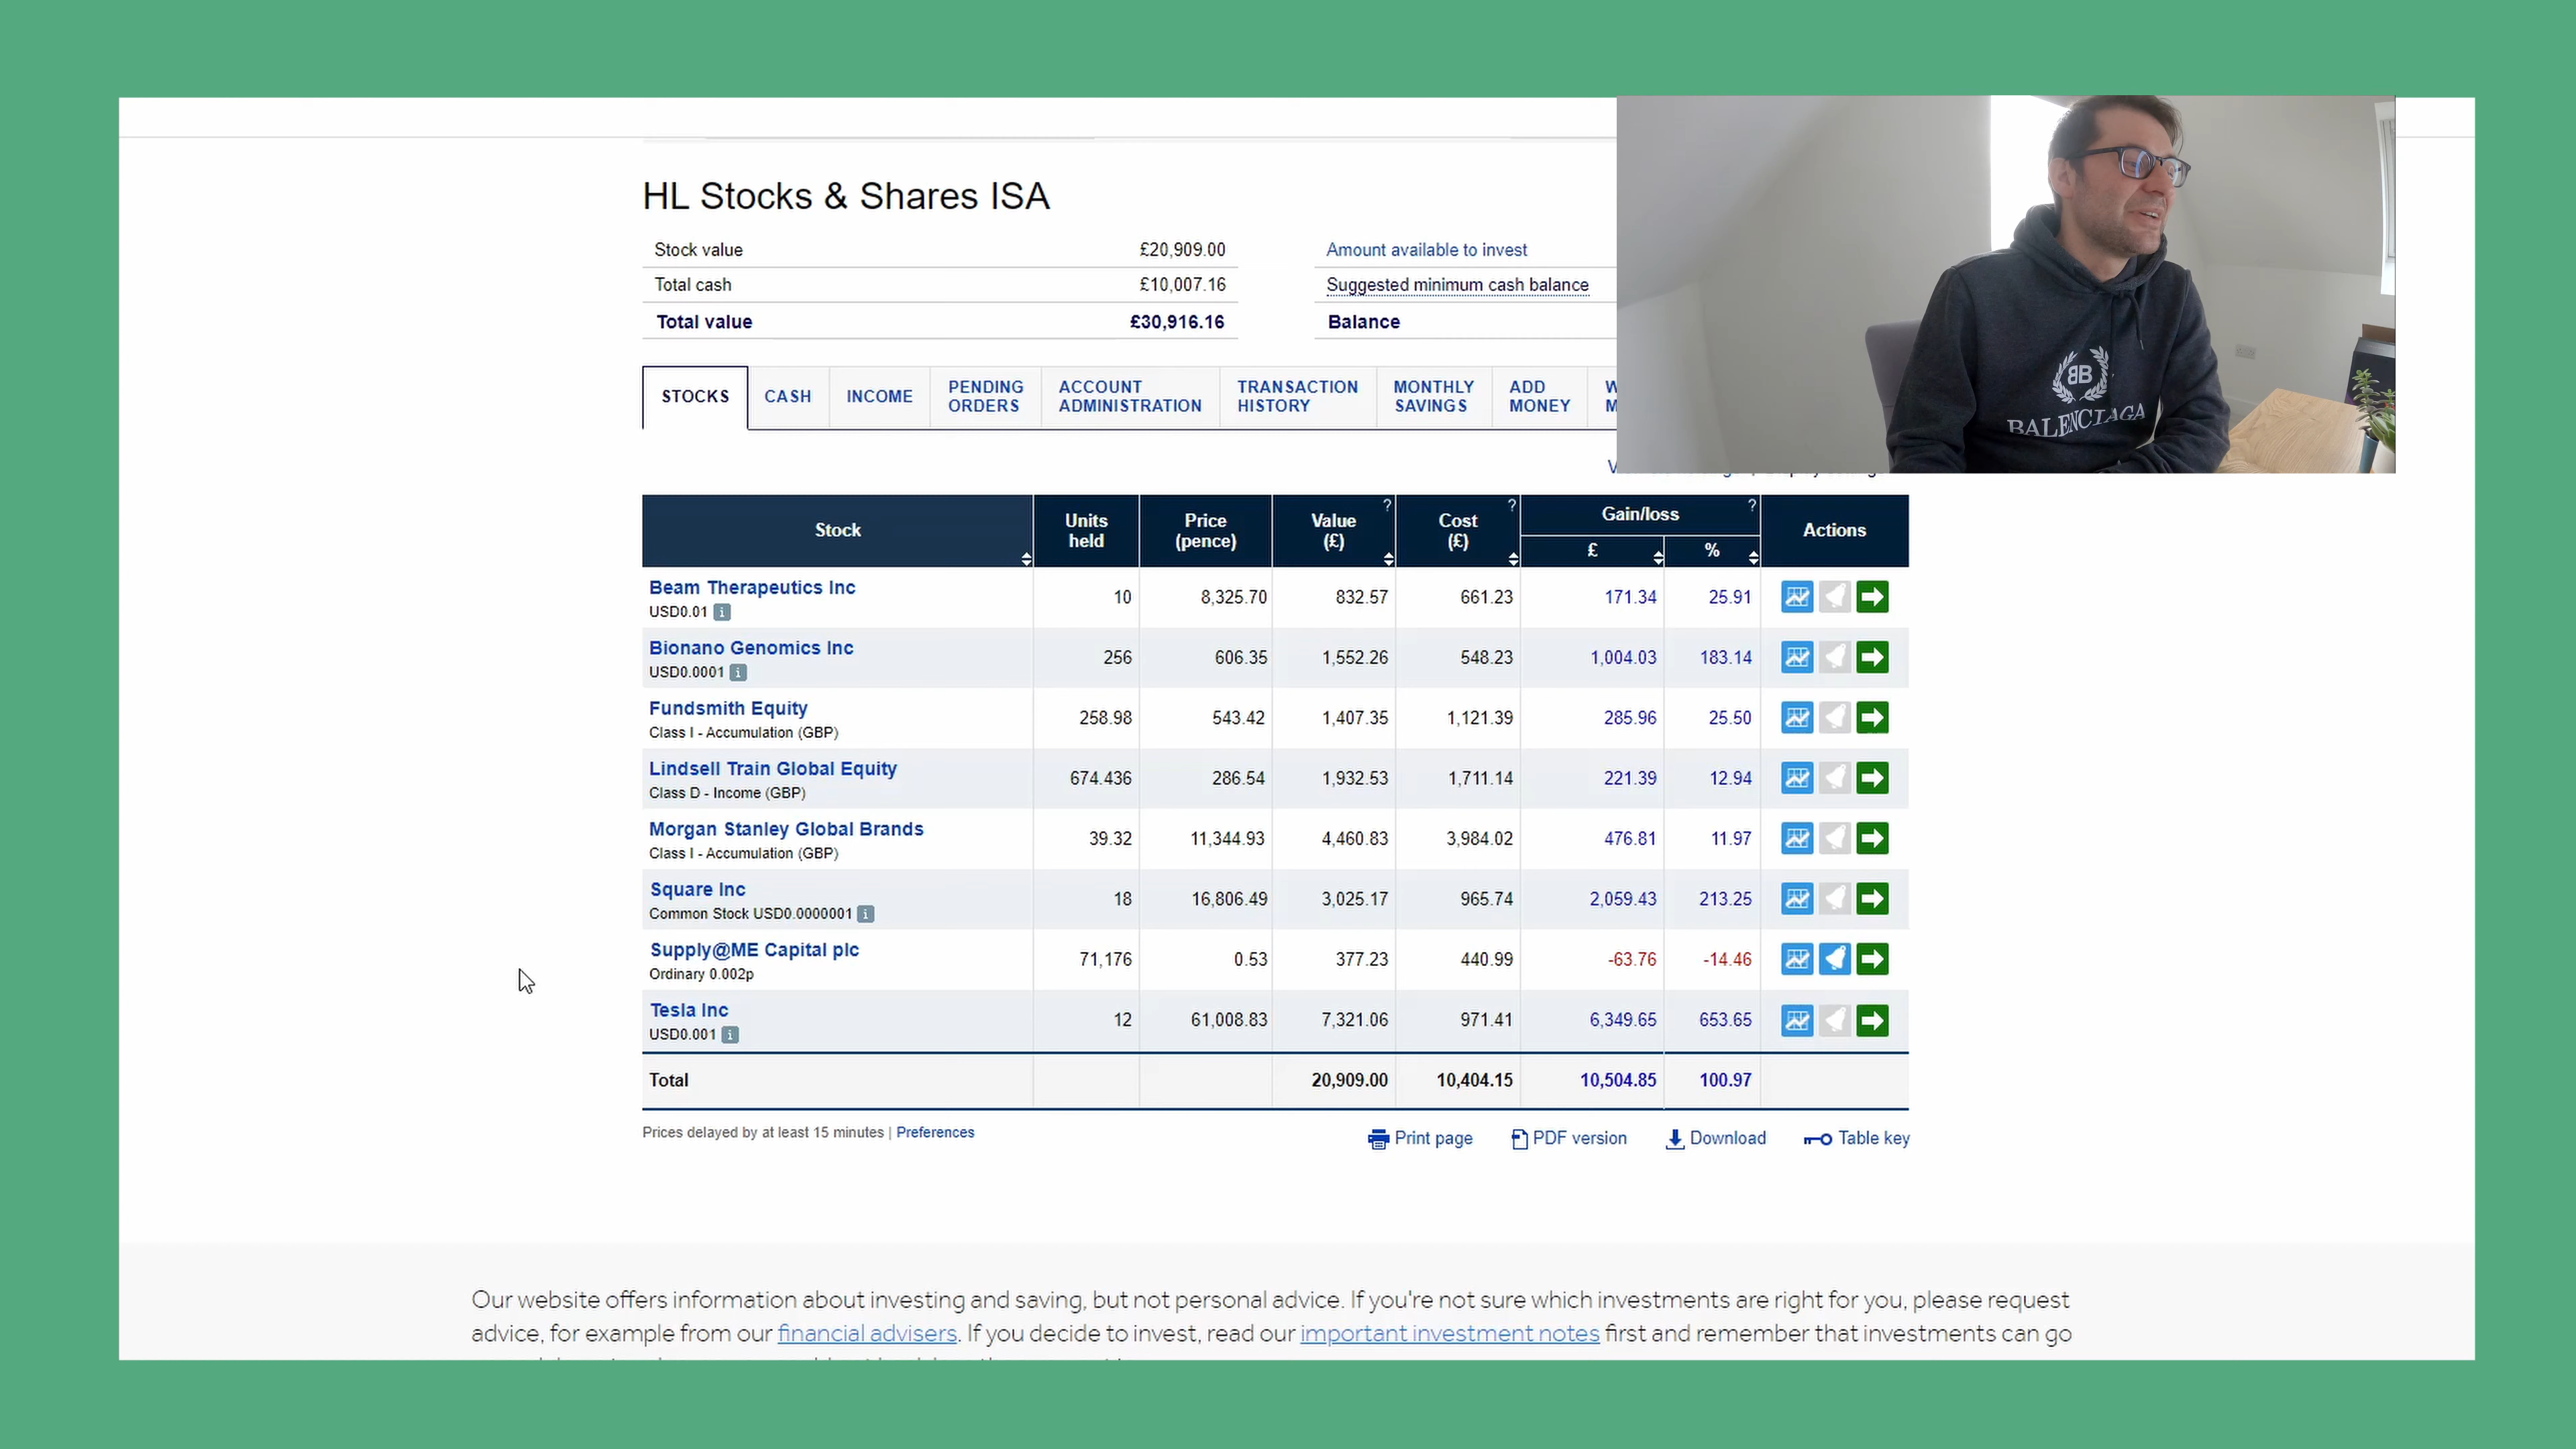 HL Stocks & Shares ISA
Stock value £20,909.00 Amount available to invest
Total cash £10,007.16 Suggested minimum cash balance
Total value £30,916.16 Balance
BB
BALENCIAGA
STOCKS CASH INCOME PENDING ORDERS ACCOUNT ADMINISTRATION TRANSACTION HISTORY MONTHLY SAVINGS ADD MONEY
Stock Units held Price (pence) Value (£) ? Cost (£) ? Gain/loss ? Actions
£ %
Beam Therapeutics Inc 10 8,325.70 832.57 661.23 171.34 25.91
USD0.01 i
Bionano Genomics Inc 256 606.35 1,552.26 548.23 1,004.03 183.14
USD0.0001 i
Fundsmith Equity 258.98 543.42 1,407.35 1,121.39 285.96 25.50
Class I - Accumulation (GBP)
Lindsell Train Global Equity 674.436 286.54 1,932.53 1,711.14 221.39 12.94
Class D - Income (GBP)
Morgan Stanley Global Brands 39.32 11,344.93 4,460.83 3,984.02 476.81 11.97
Class I - Accumulation (GBP)
Square Inc 18 16,806.49 3,025.17 965.74 2,059.43 213.25
Common Stock USD0.0000001 i
Supply@ME Capital plc 71,176 0.53 377.23 440.99 -63.76 -14.46
Ordinary 0.002p
Tesla Inc 12 61,008.83 7,321.06 971.41 6,349.65 653.65
USD0.001 i
Total 20,909.00 10,404.15 10,504.85 100.97
Prices delayed by at least 15 minutes | Preferences Print page PDF version Download Table key
Our website offers information about investing and saving, but not personal advice. If you're not sure which investments are right for you, please request
advice, for example from our financial advisers. If you decide to invest, read our important investment notes first and remember that investments can go